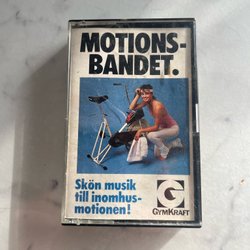 MOTIONS-
BANDET.
Skön musik
till inomhus-
motionen!
G
GYMKRAFT